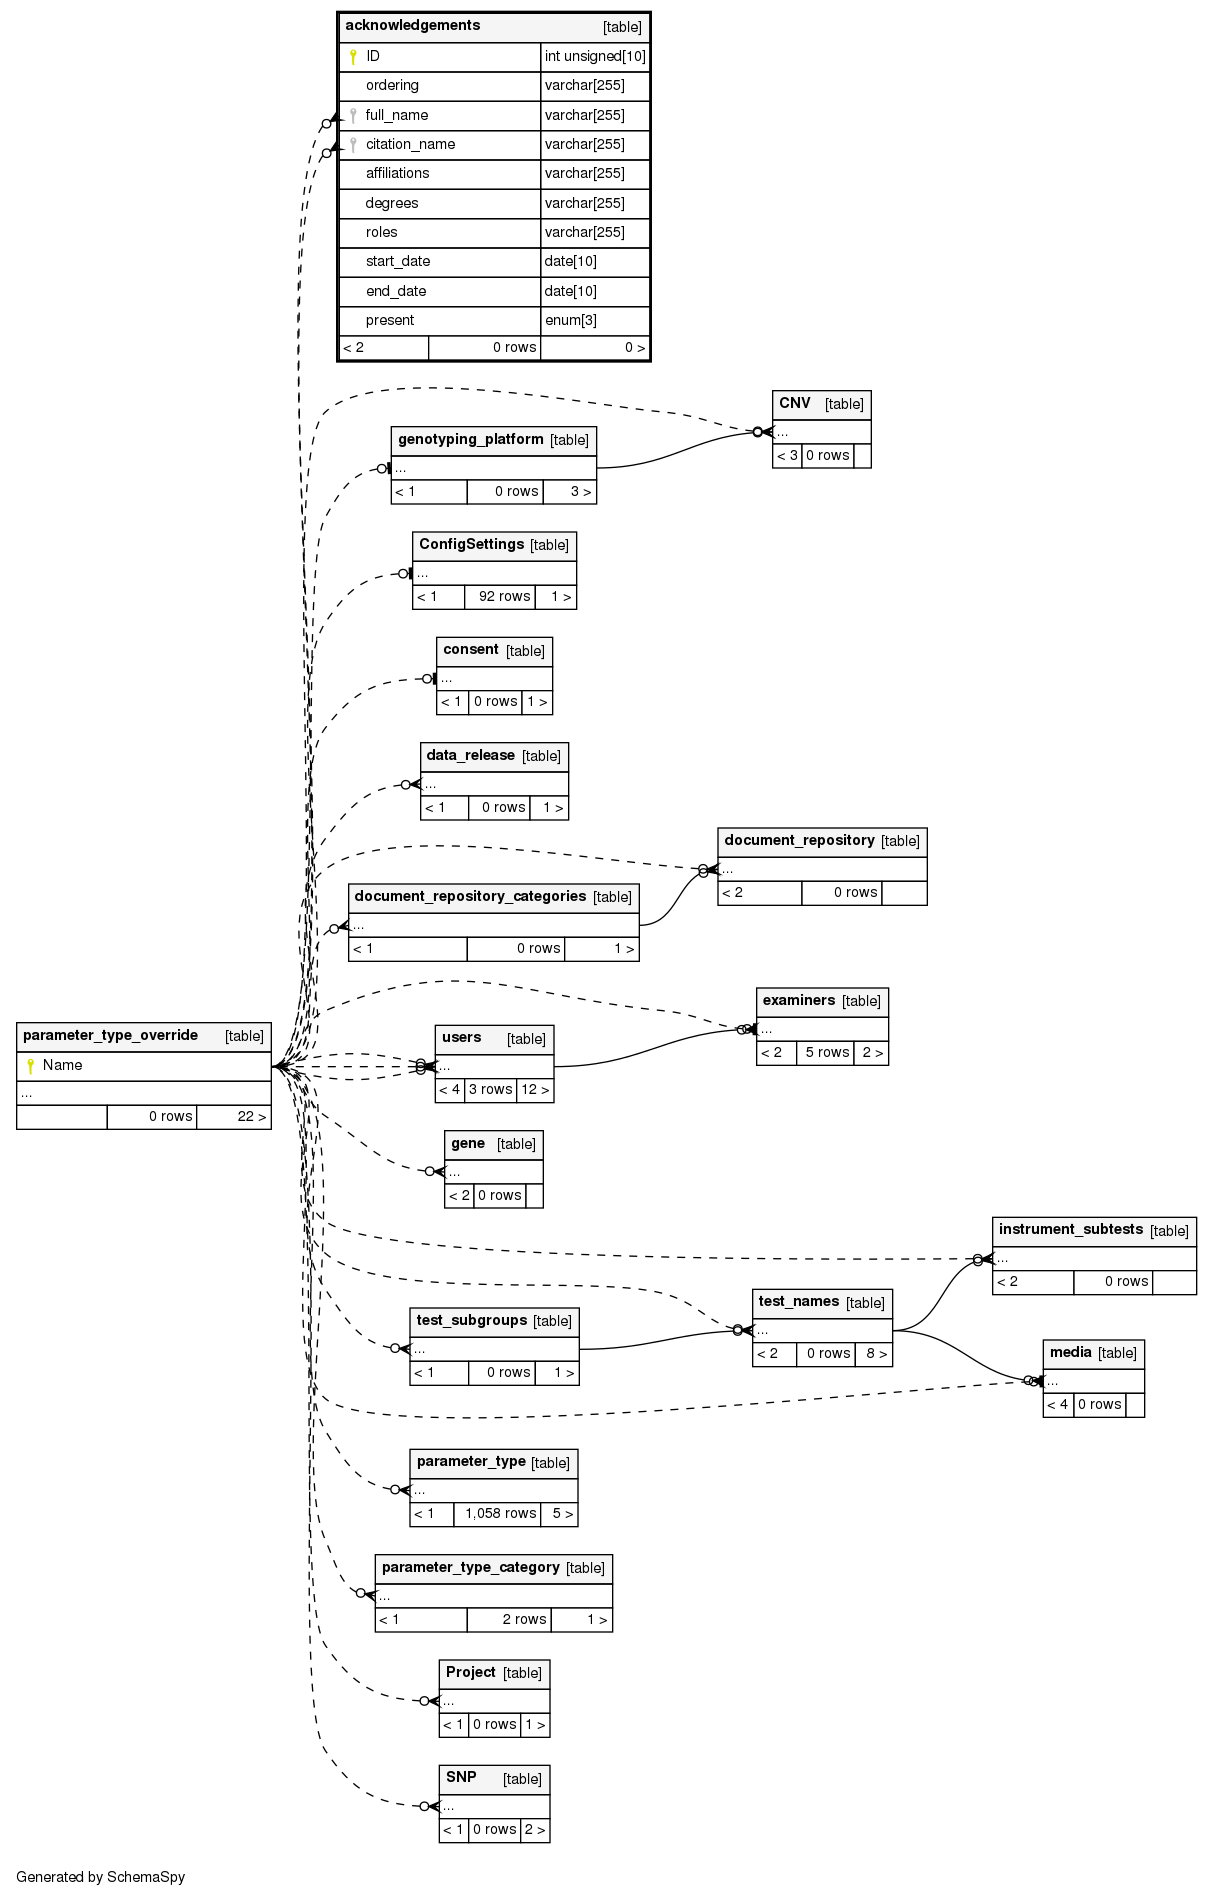 acknowledgements [table]
ID int unsigned[10]
ordering varchar[255]
full_name varchar[255]
citation_name varchar[255]
affiliations varchar[255]
degrees varchar[255]
roles varchar[255]
start_date date[10]
end_date date[10]
present enum[3]
< 2 0 rows 0 >
CNV [table]
...
< 3 0 rows
genotyping_platform [table]
...
< 1 0 rows 3 >
ConfigSettings [table]
...
< 1 92 rows 1 >
consent [table]
...
< 1 0 rows 1 >
data_release [table]
...
< 1 0 rows 1 >
document_repository [table]
...
< 2 0 rows
document_repository_categories [table]
...
< 1 0 rows 1 >
examiners [table]
...
< 2 5 rows 2 >
parameter_type_override [table]
Name
...
0 rows 22 >
users [table]
...
< 4 3 rows 12 >
gene [table]
...
< 2 0 rows
instrument_subtests [table]
...
< 2 0 rows
test_names [table]
...
< 2 0 rows 8 >
test_subgroups [table]
...
< 1 0 rows 1 >
media [table]
...
< 4 0 rows
parameter_type [table]
...
< 1 1,058 rows 5 >
parameter_type_category [table]
...
< 1 2 rows 1 >
Project [table]
...
< 1 0 rows 1 >
SNP [table]
...
< 1 0 rows 2 >
Generated by SchemaSpy